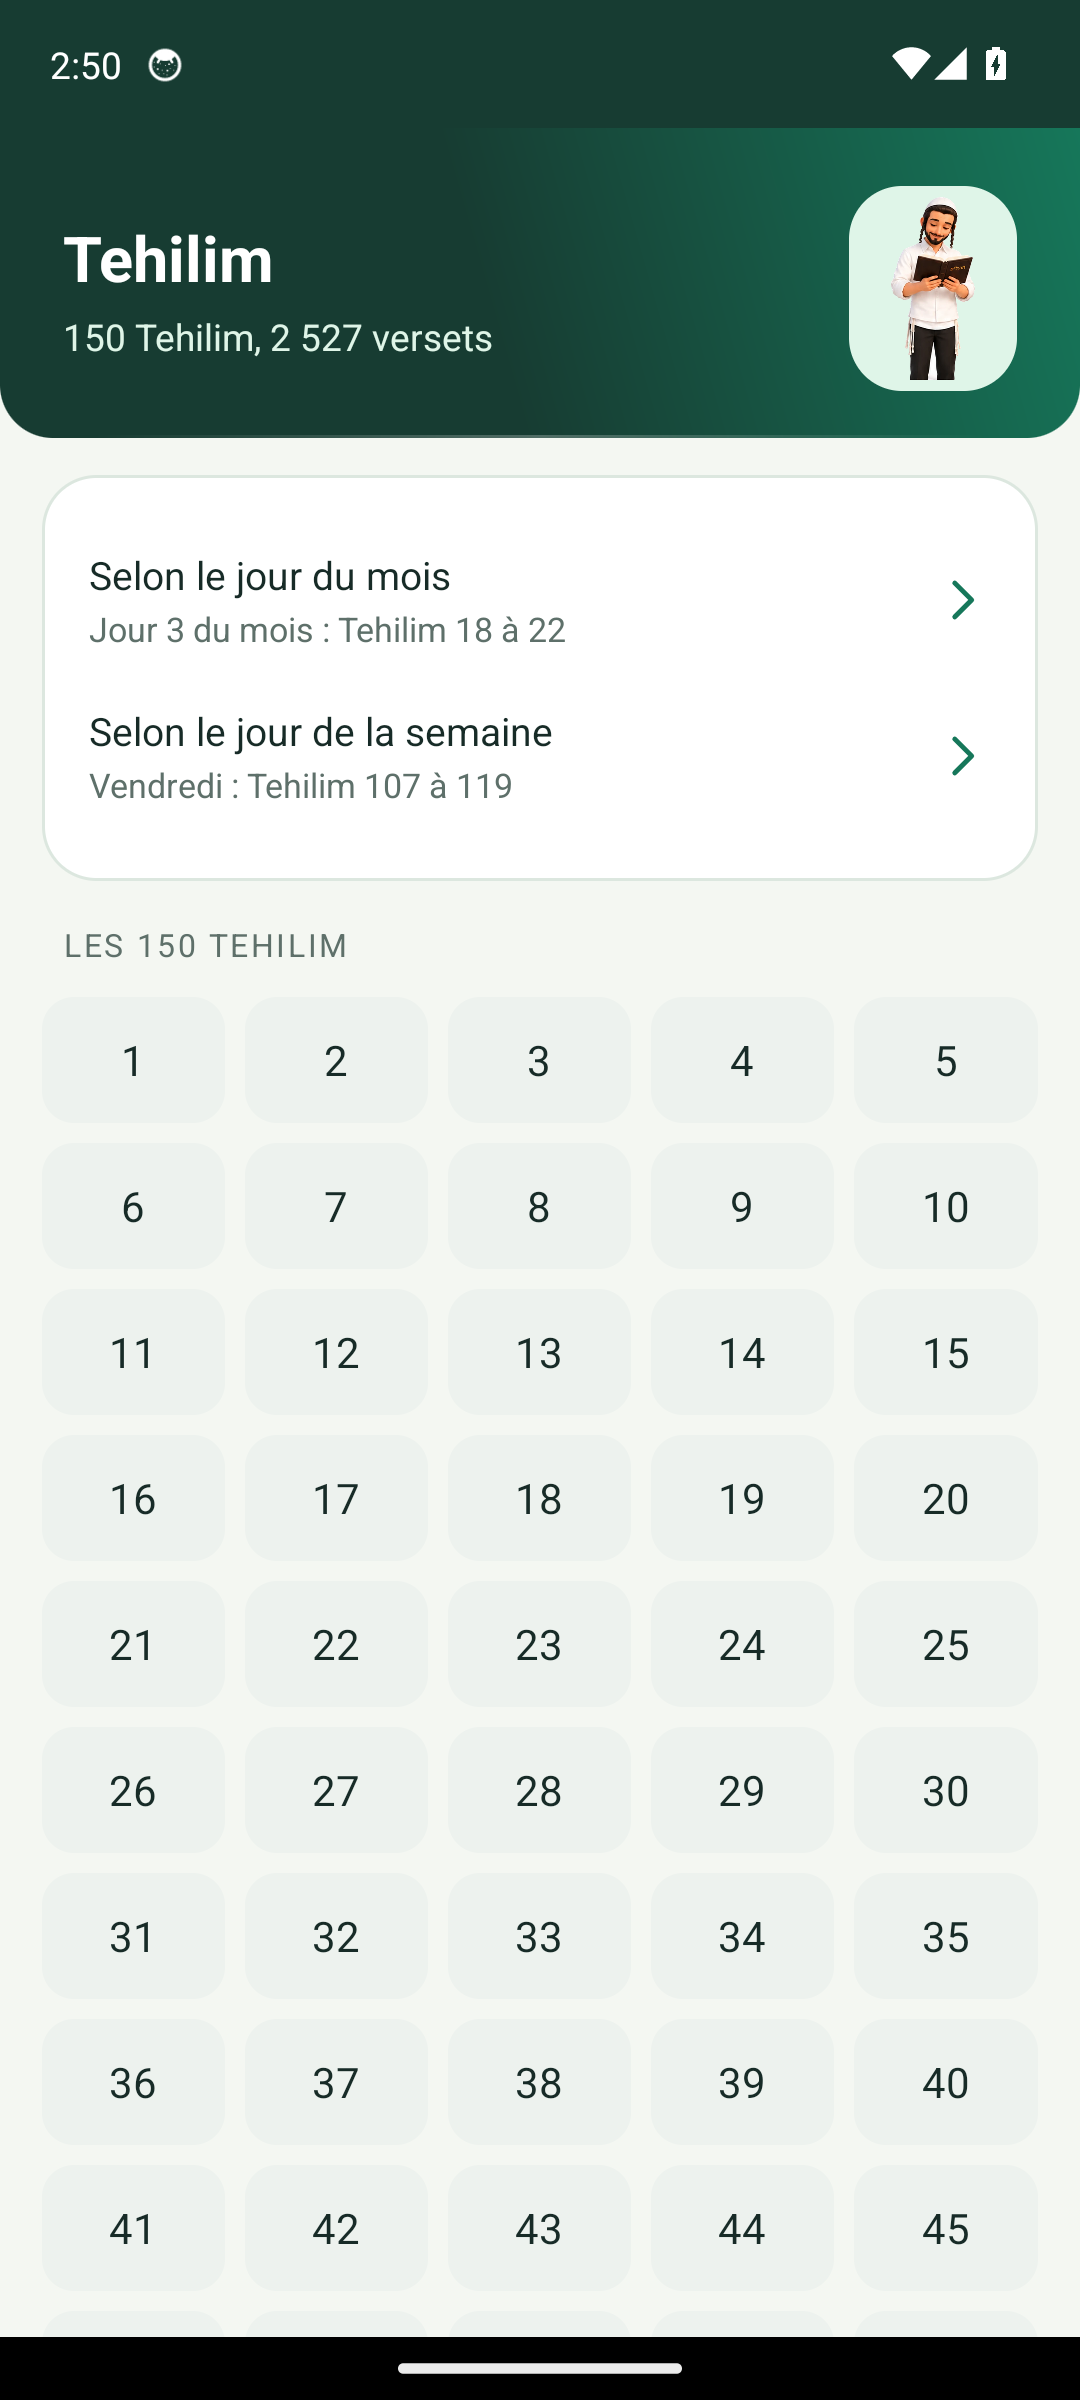 2:50
Tehilim
150 Tehilim, 2 527 versets
Selon le jour du mois
Jour 3 du mois : Tehilim 18 à 22
Selon le jour de la semaine
Vendredi : Tehilim 107 à 119
LES 150 TEHILIM
1 2 3 4 5
6 7 8 9 10
11 12 13 14 15
16 17 18 19 20
21 22 23 24 25
26 27 28 29 30
31 32 33 34 35
36 37 38 39 40
41 42 43 44 45